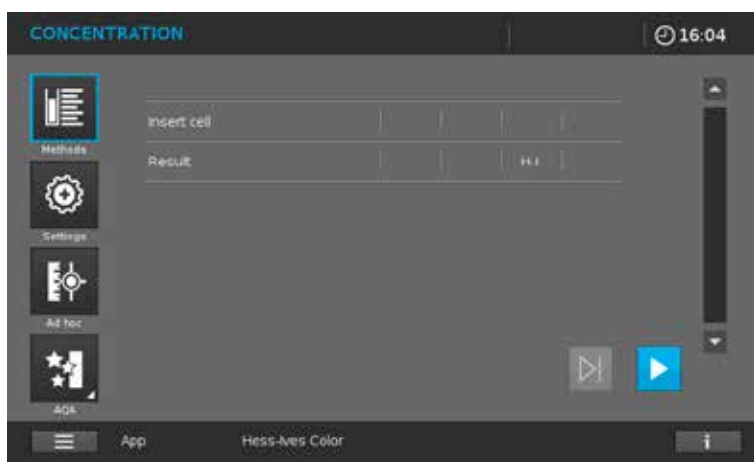 CONCENTRATION
16:04
Methods
Insert cell
Result H.I
Settings
Ad hoc
AQA
App Hess-Ives Color
i